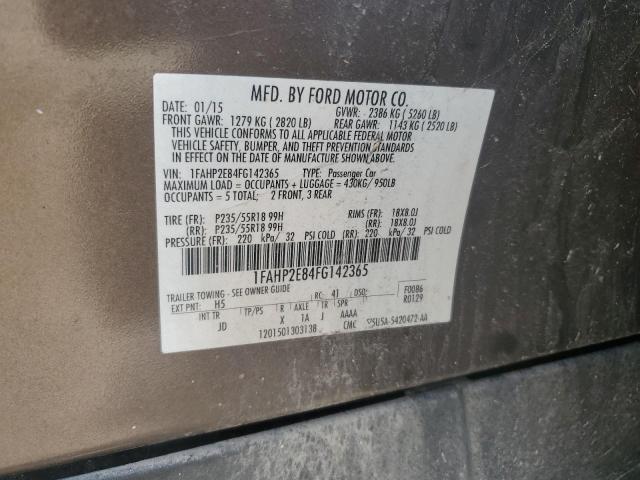 MFD. BY FORD MOTOR CO.
DATE: 01/15 GVWR: 2386 KG ( 5260 LB)
FRONT GAWR: 1279 KG ( 2820 LB) REAR GAWR: 1143 KG ( 2520 LB)
THIS VEHICLE CONFORMS TO ALL APPLICABLE FEDERAL MOTOR
VEHICLE SAFETY, BUMPER, AND THEFT PREVENTION STANDARDS
IN EFFECT ON THE DATE OF MANUFACTURE SHOWN ABOVE.
VIN: 1FAHP2E84FG142365 TYPE: Passenger Car
MAXIMUM LOAD = OCCUPANTS + LUGGAGE = 430KG/ 950LB
OCCUPANTS = 5 TOTAL; 2 FRONT, 3 REAR
TIRE (FR): P235/55R18 99H RIMS (FR): 18X8.0J
(RR): P235/55R18 99H (RR): 18X8.0J
PRESSURE (FR): 220 kPa/ 32 PSI COLD (RR): 220 kPa/ 32 PSI COLD
1FAHP2E84FG142365
TRAILER TOWING - SEE OWNER GUIDE
EXT PNT: H5 RC: 41 DSO: F0086
R0129
INT TR TP/PS R AXLE TR SPR
JD X 1A J AAAA
1201501303138 CMC 5U5A-5420472-AA